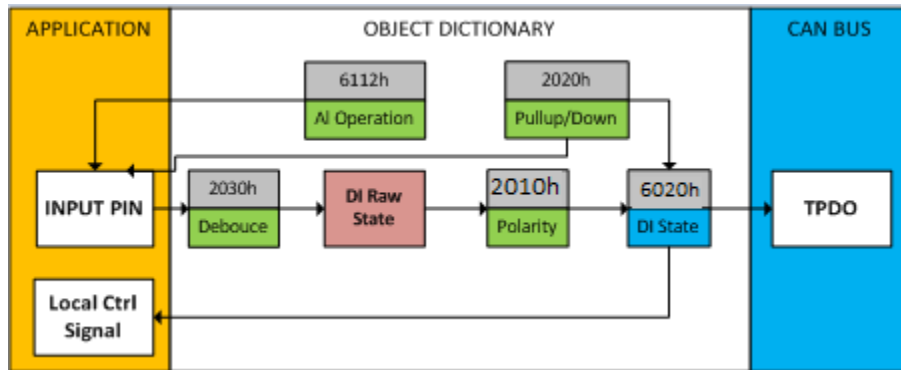 APPLICATION
OBJECT DICTIONARY
CAN BUS
6112h
AI Operation
2020h
Pullup/Down
INPUT PIN
2030h
Debouce
DI Raw
State
2010h
Polarity
6020h
DI State
TPDO
Local Ctrl
Signal